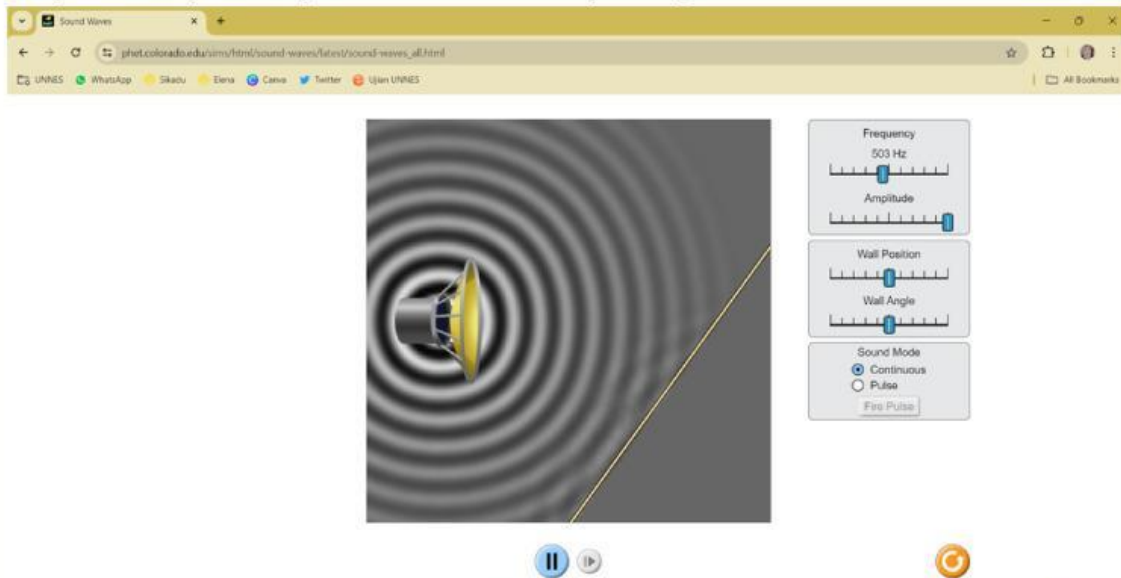 Sound Waves
phet.colorado.edu/sims/html/sound-waves/latest/sound-waves_all.html
UNNES WhatsApp Sikadu Elena Canva Twitter Ujian UNNES All Bookmarks
Frequency
503 Hz
Amplitude
Wall Position
Wall Angle
Sound Mode
Continuous
Pulse
Fire Pulse